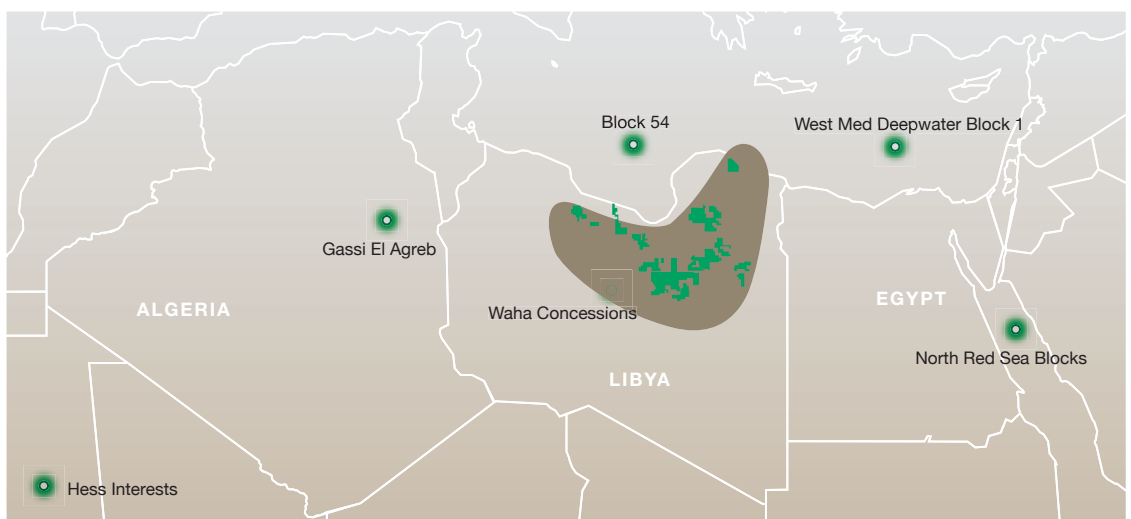 Block 54
West Med Deepwater Block 1
Gassi El Agreb
ALGERIA
Waha Concessions
EGYPT
North Red Sea Blocks
LIBYA
Hess Interests